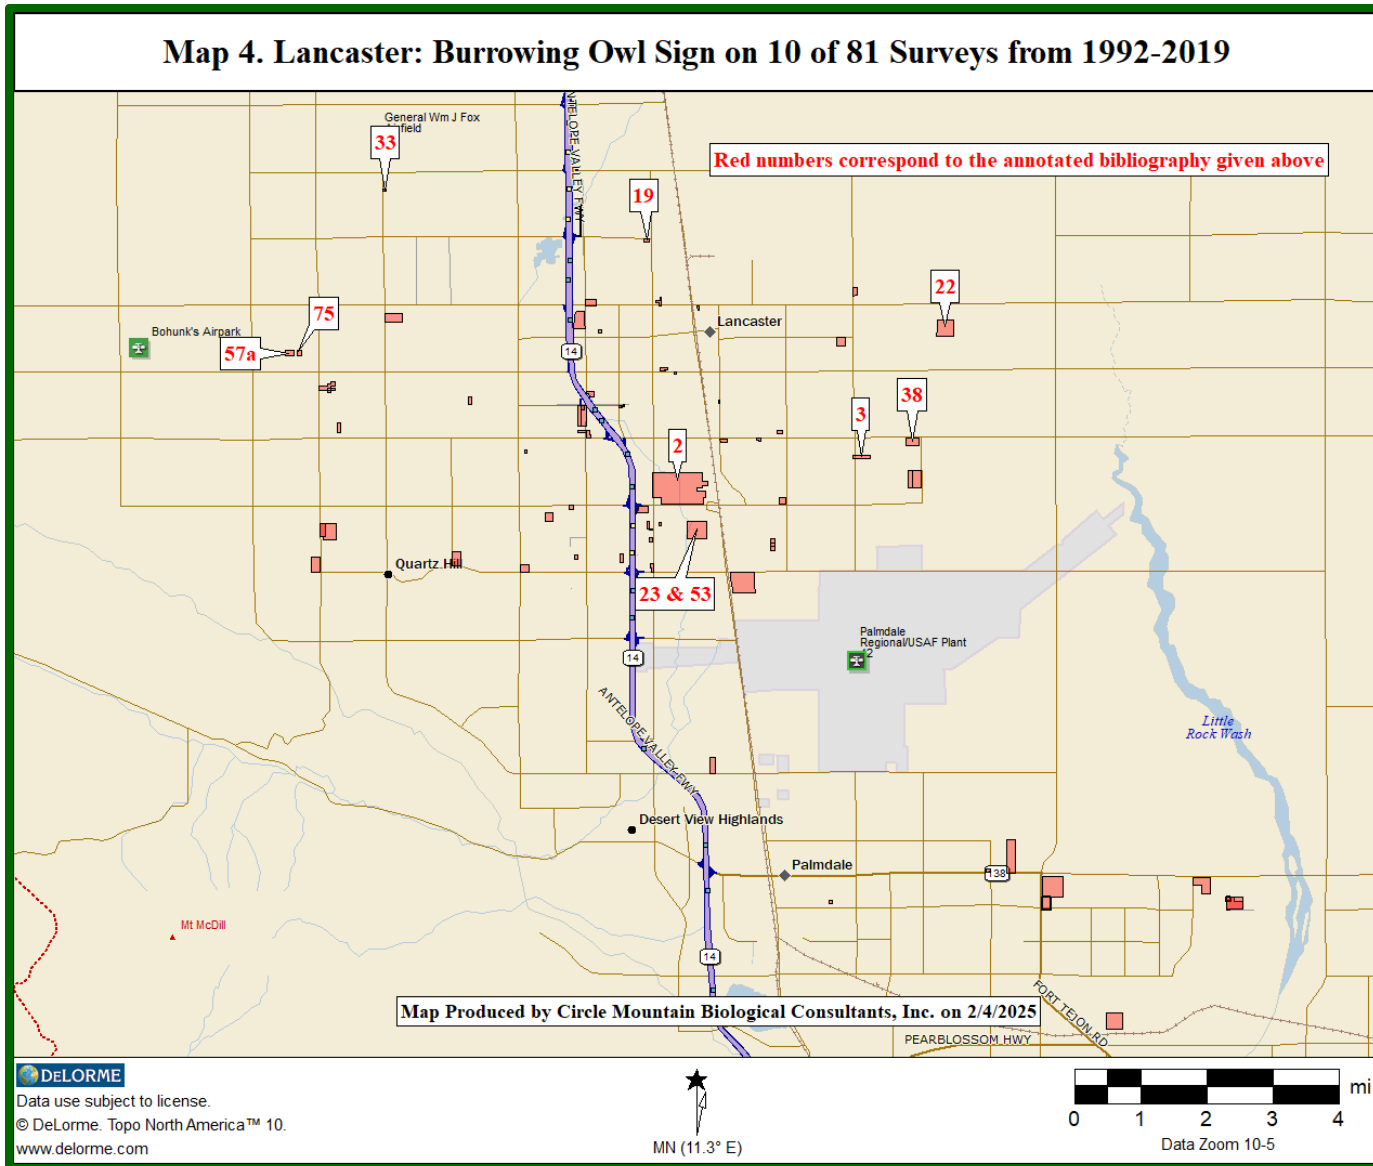 Map 4. Lancaster: Burrowing Owl Sign on 10 of 81 Surveys from 1992-2019
General Wm J Fox
Airfield
33
ANTELOPE VALLEY FWY
Red numbers correspond to the annotated bibliography given above
19
22
75
Bohunk's Airpark
Lancaster
57a
14
38
3
2
Quartz Hill
23 & 53
Palmdale
Regional/USAF Plant
42
14
ANTELOPE VALLEY FWY
Little
Rock Wash
Desert View Highlands
Palmdale
138
Mt McDill
14
FORT TEJON RD
Map Produced by Circle Mountain Biological Consultants, Inc. on 2/4/2025
PEARBLOSSOM HWY
DELORME
Data use subject to license.
© DeLorme. Topo North America™ 10.
www.delorme.com
MN (11.3° E)
mi
0 1 2 3 4
Data Zoom 10-5